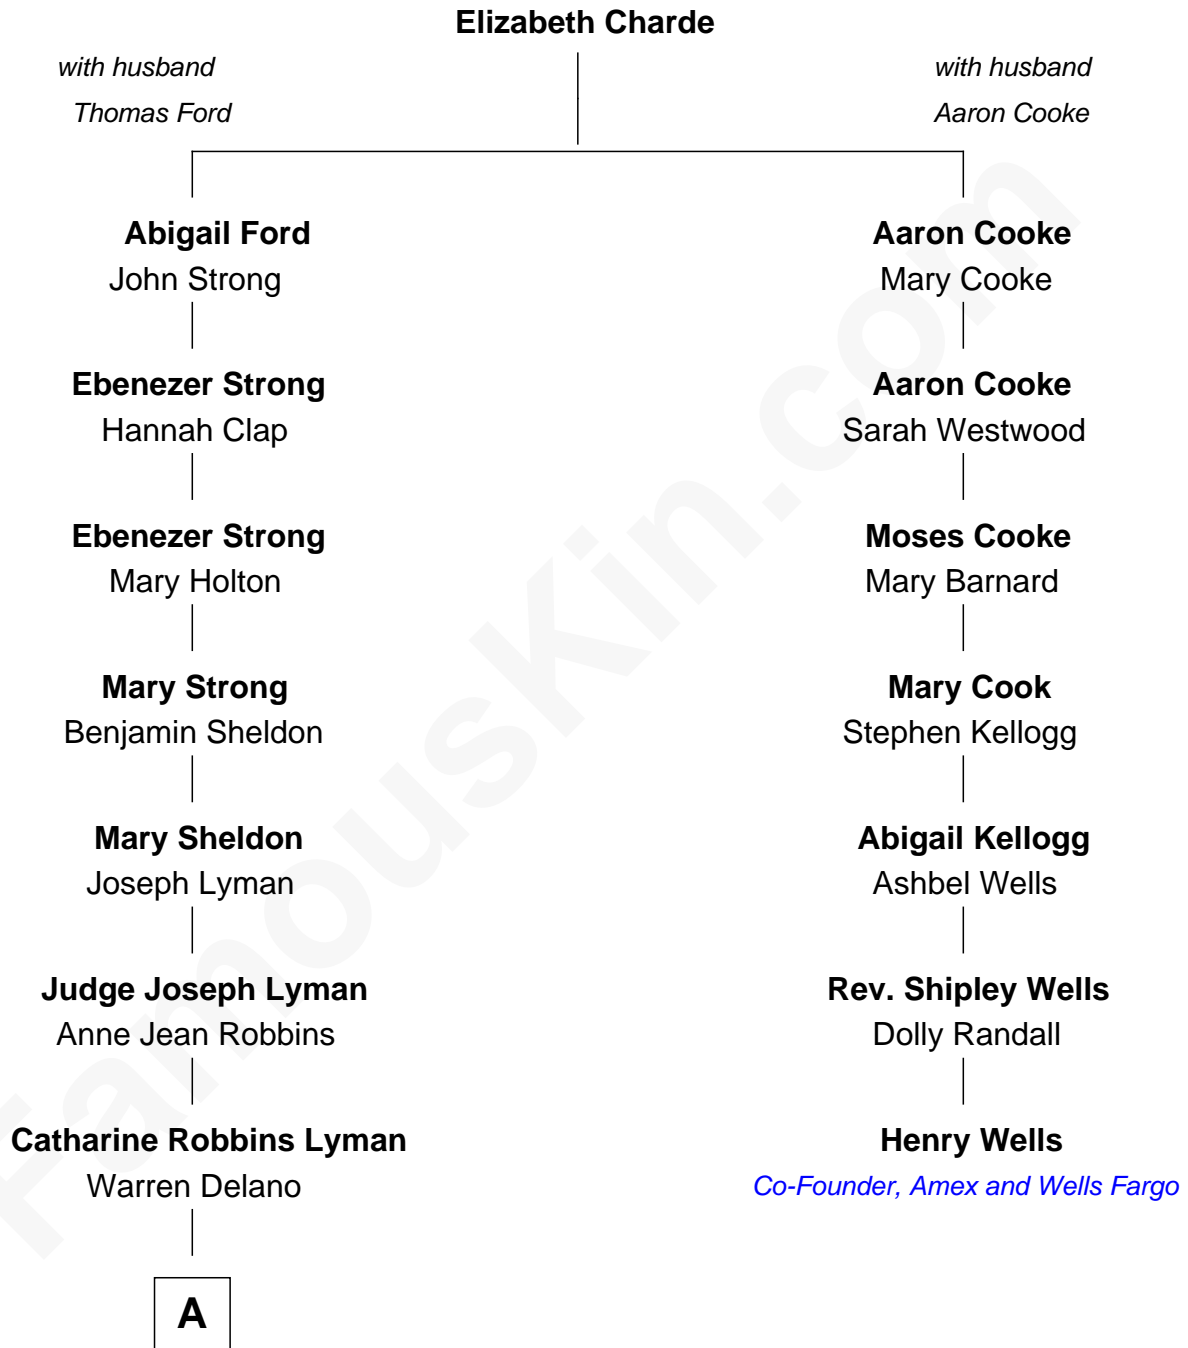 Elizabeth Charde
with husband
Thomas Ford
with husband
Aaron Cooke
Abigail Ford
John Strong
Aaron Cooke
Mary Cooke
Ebenezer Strong
Hannah Clap
Aaron Cooke
Sarah Westwood
Ebenezer Strong
Mary Holton
Moses Cooke
Mary Barnard
Mary Strong
Benjamin Sheldon
Mary Cook
Stephen Kellogg
Mary Sheldon
Joseph Lyman
Abigail Kellogg
Ashbel Wells
Judge Joseph Lyman
Anne Jean Robbins
Rev. Shipley Wells
Dolly Randall
Catharine Robbins Lyman
Warren Delano
Henry Wells
Co-Founder, Amex and Wells Fargo
A
FamousKin.com